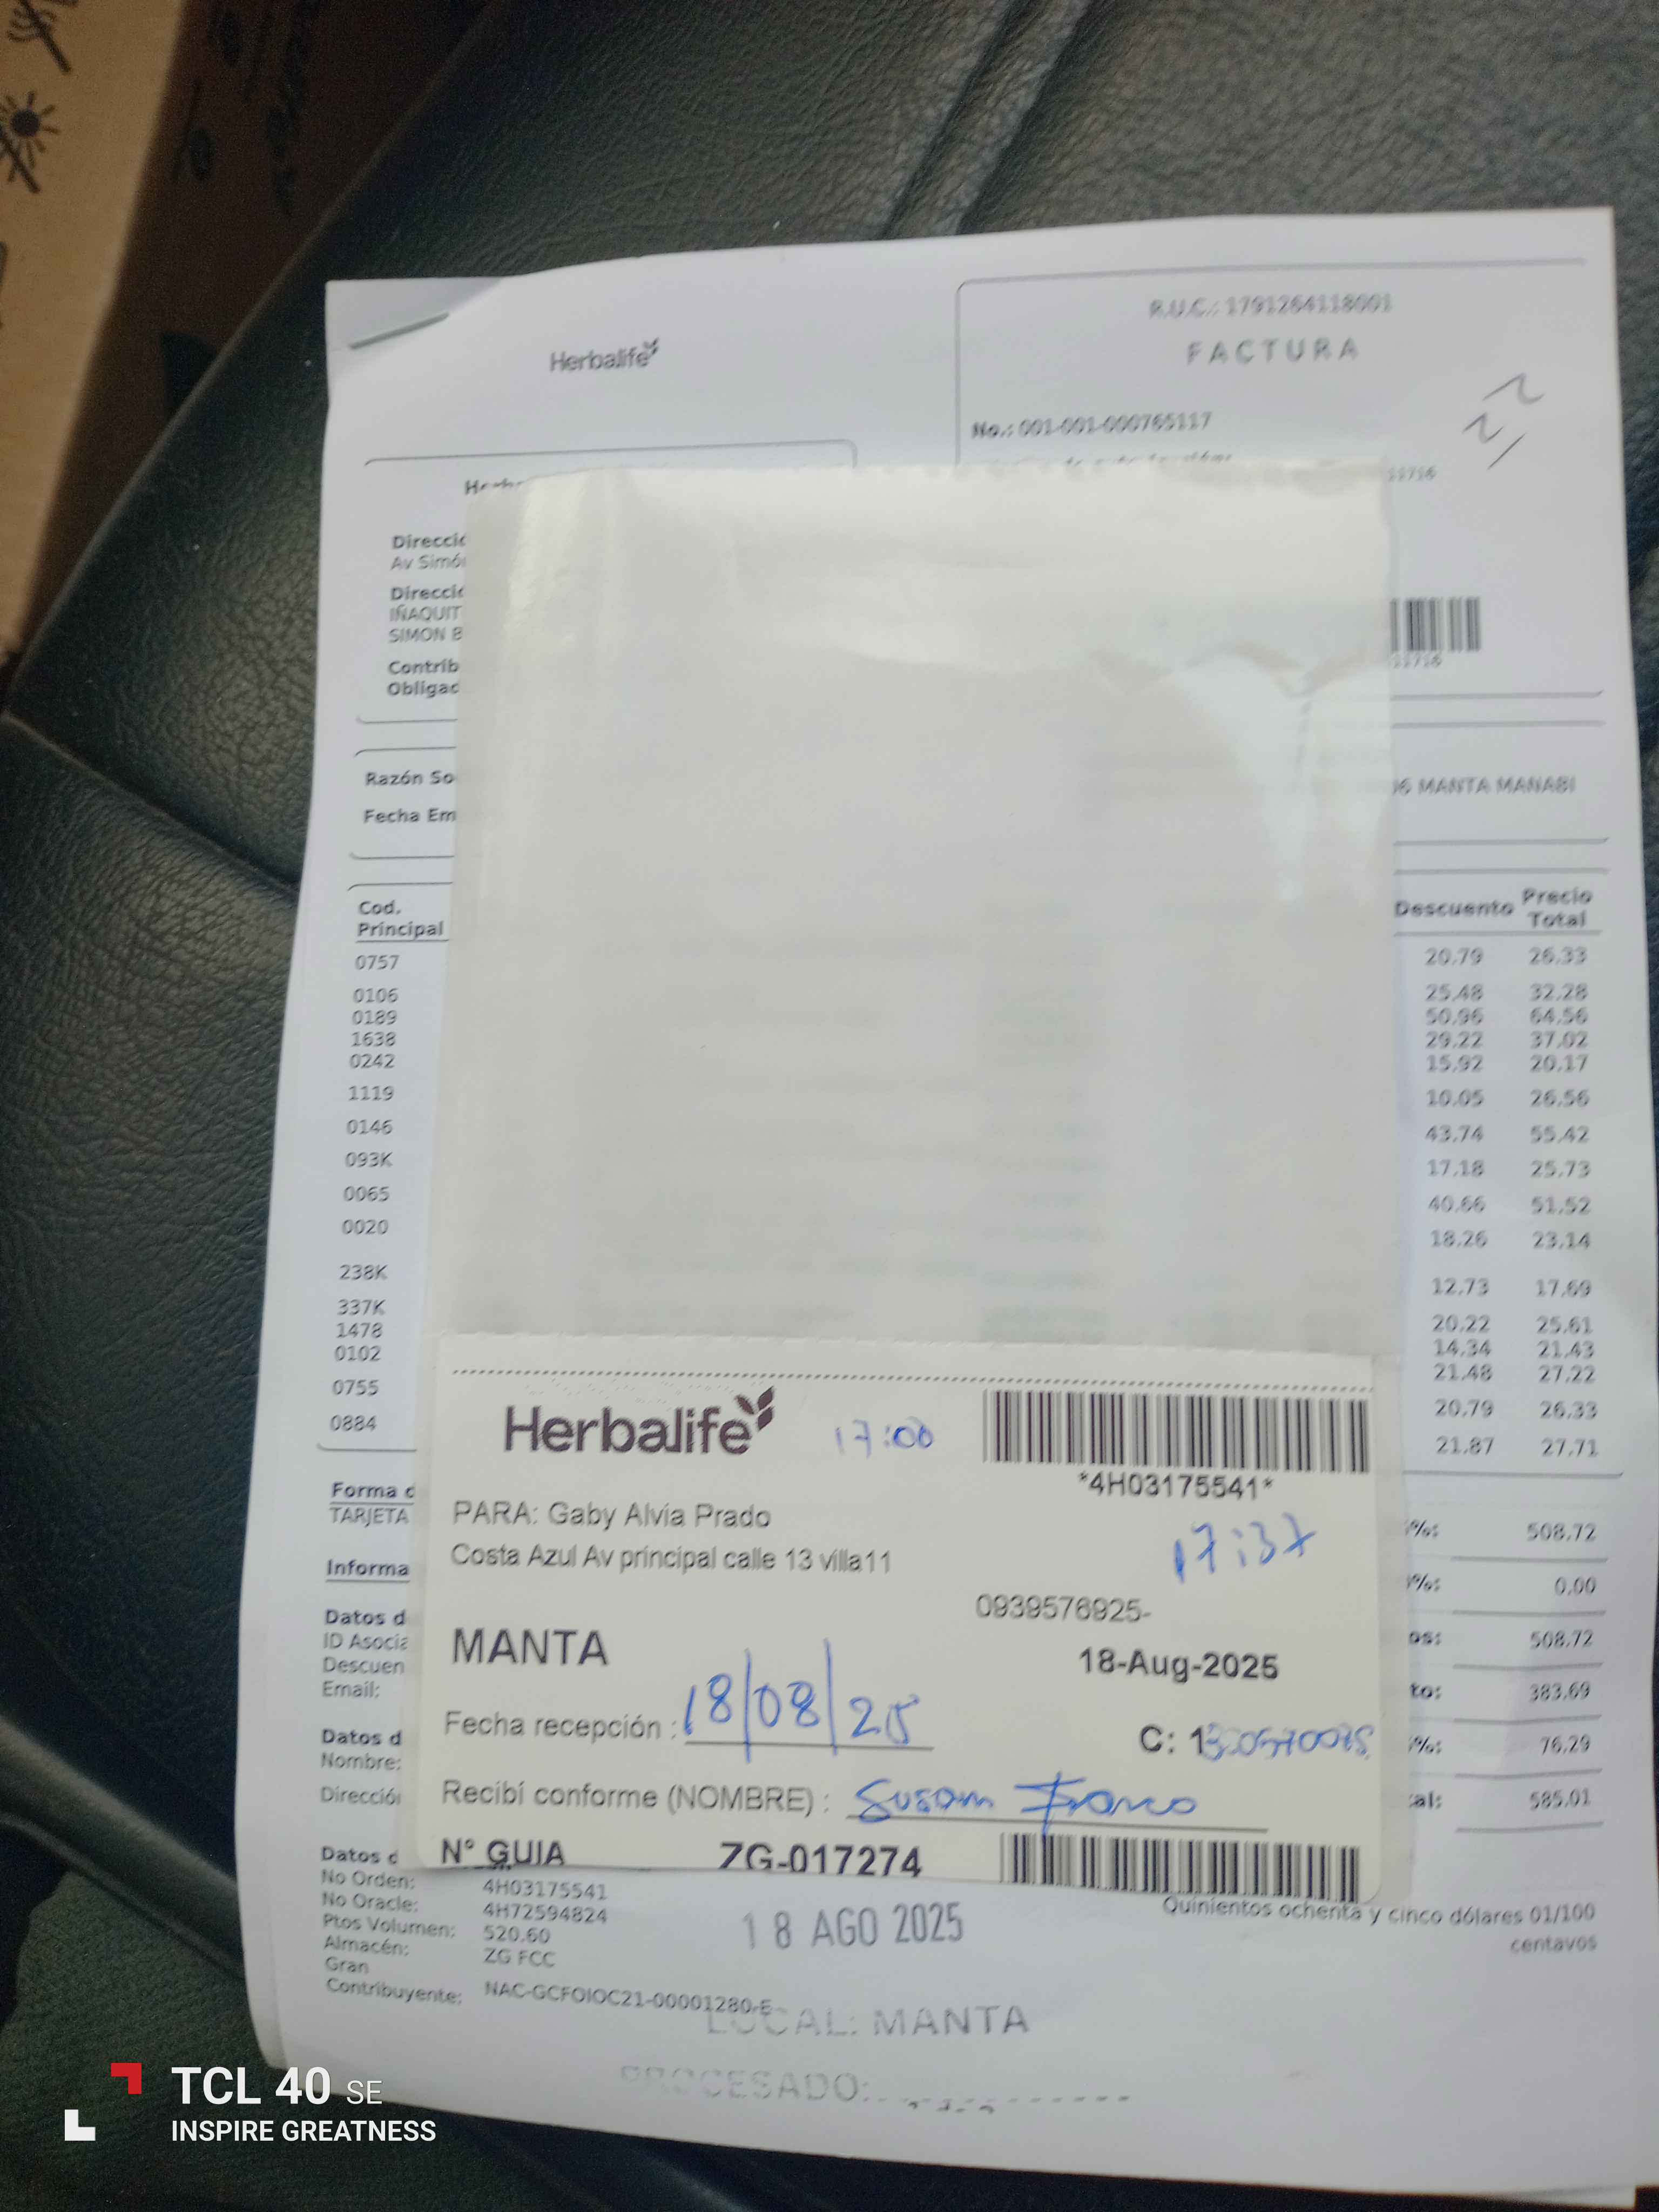 Herbalife
R.U.C.: 1791264118001
FACTURA
No.: 001-001-000765117
Direcció
Av Simó
Direcció
IÑAQUIT
SIMON B
Contrib
Obligac
Razón So
MANTA MANABI
Fecha Em
Cod. Principal Descuento Precio Total
0757 20.79 26.33
0106 25.48 32.28
0189 50.96 64.56
1638 29.22 37.02
0242 15.92 20.17
1119 10.05 26.56
0146 43.74 55.42
093K 17.18 25.73
0065 40.66 51.52
0020 18.26 23.14
238K 12.73 17.69
337K 20.22 25.61
1478 14.34 21.43
0102 21.48 27.22
0755 20.79 26.33
0884 21.87 27.71
Forma d
TARJETA
%: 508.72
Informa
%: 0.00
Datos d
ID Asocia
os: 508.72
Descuen
Email:
to: 383.69
Datos d
Nombre:
%: 76.29
Direcció
al: 585.01
Herbalife 17:00
*4H03175541*
PARA: Gaby Alvia Prado
17:37
Costa Azul Av principal calle 13 villa11
0939576925-
MANTA
18-Aug-2025
Fecha recepción : 18/08/25
C: 1
Recibí conforme (NOMBRE) : Susam Franco
N° GUIA ZG-017274
Datos d
No Orden: 4H03175541
No Oracle: 4H72594824
Ptos Volumen: 520.60
Almacén: ZG FCC
Gran
Contribuyente: NAC-GCFOIOC21-00001280-E
Quinientos ochenta y cinco dólares 01/100
centavos
18 AGO 2025
LOCAL: MANTA
PROCESADO:
TCL 40 SE
INSPIRE GREATNESS